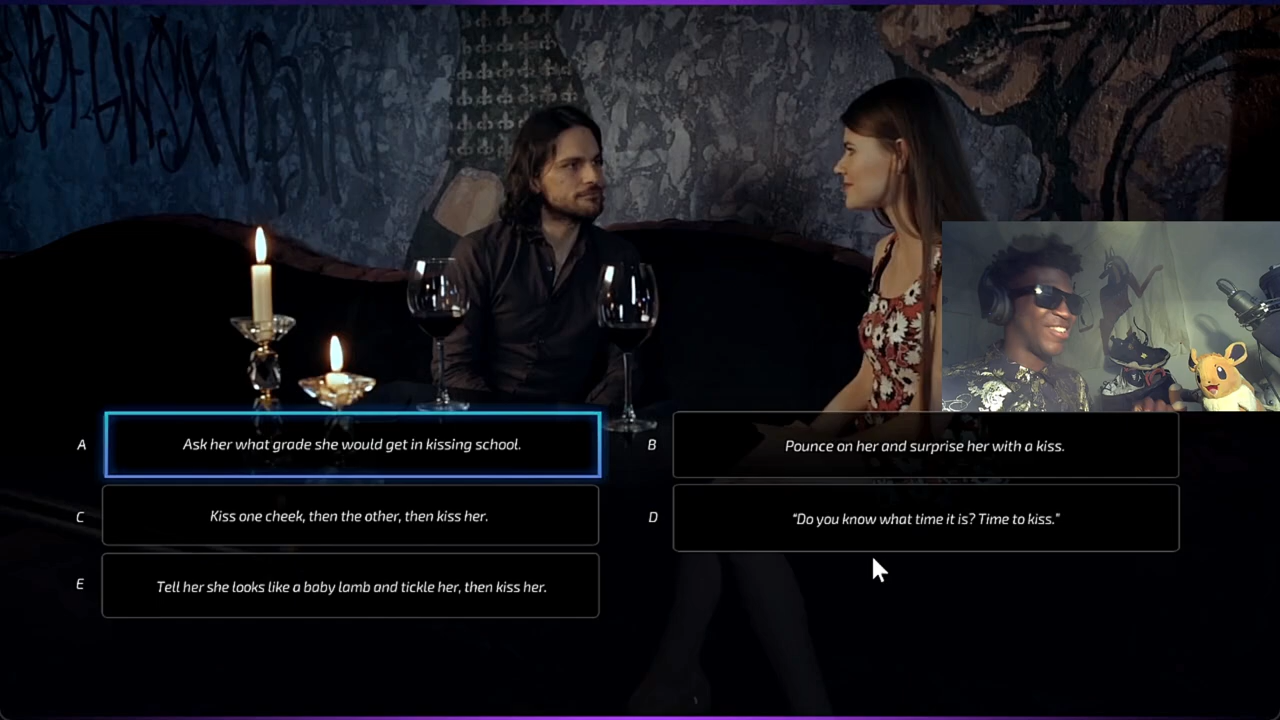 A
Ask her what grade she would get in kissing school.
B
Pounce on her and surprise her with a kiss.
C
Kiss one cheek, then the other, then kiss her.
D
“Do you know what time it is? Time to kiss.”
E
Tell her she looks like a baby lamb and tickle her, then kiss her.